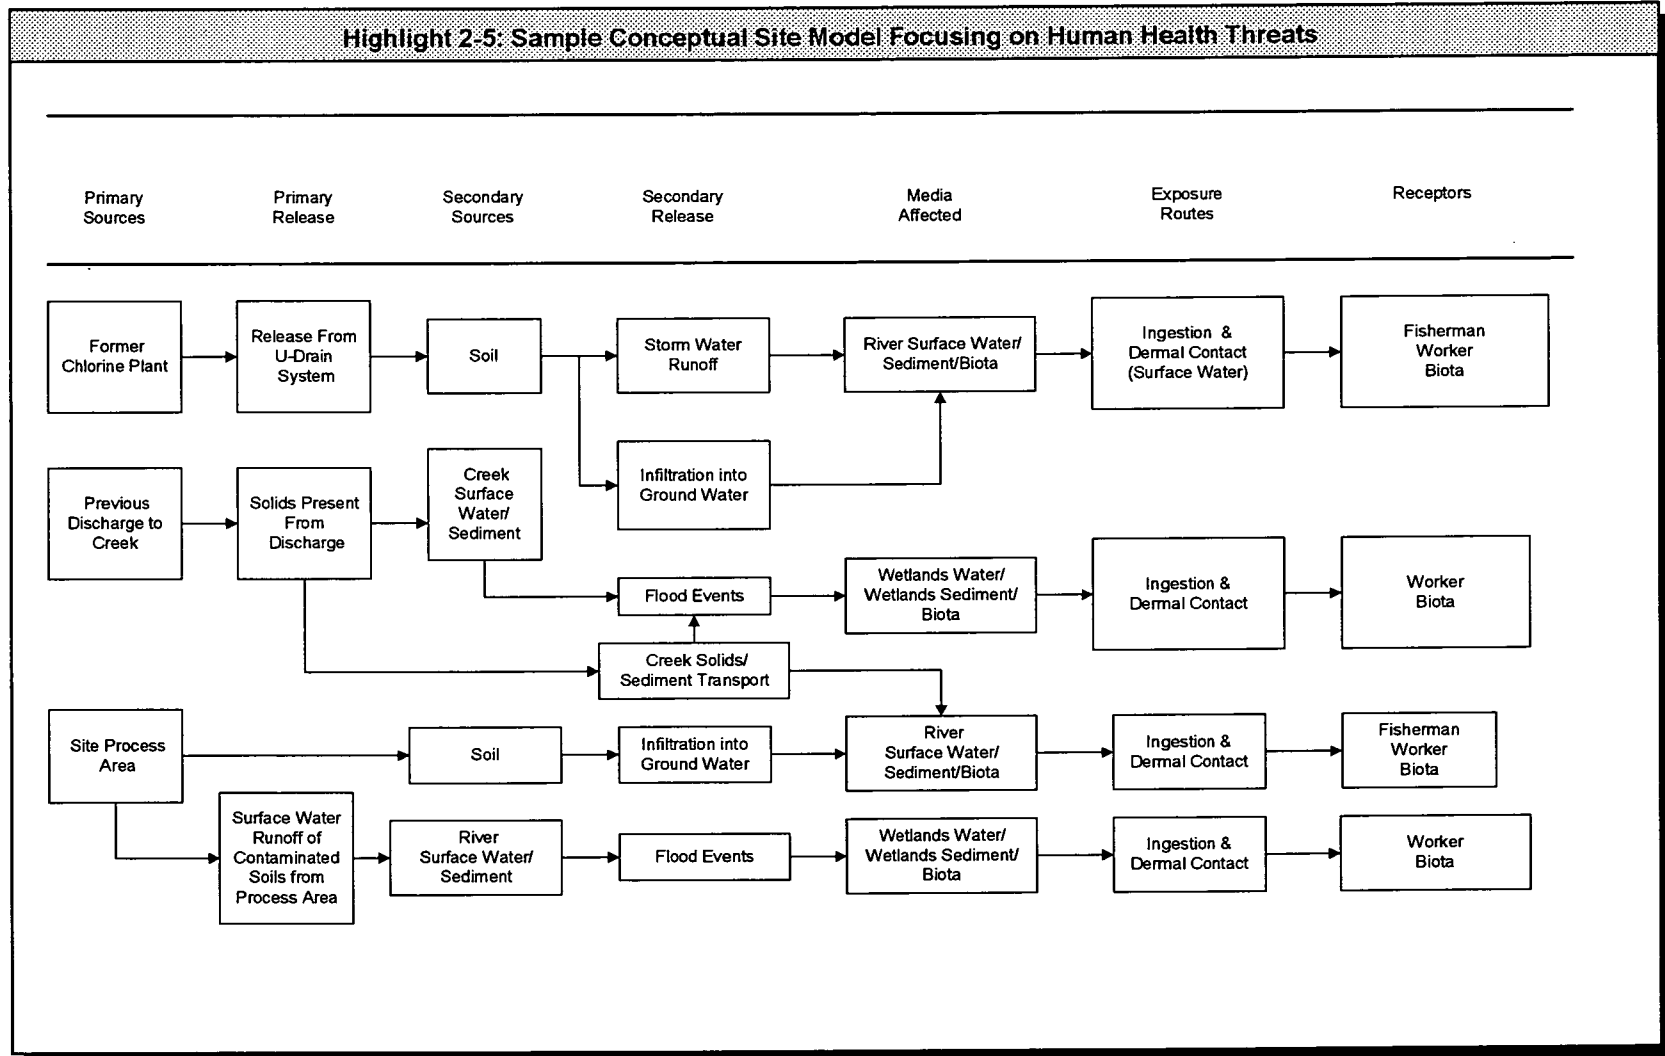 Highlight 2-5: Sample Conceptual Site Model Focusing on Human Health Threats
Primary
Sources
Primary
Release
Secondary
Sources
Secondary
Release
Media
Affected
Exposure
Routes
Receptors
Former
Chlorine Plant
Release From
U-Drain
System
Soil
Storm Water
Runoff
River Surface Water/
Sediment/Biota
Ingestion &
Dermal Contact
(Surface Water)
Fisherman
Worker
Biota
Infiltration into
Ground Water
Previous
Discharge to
Creek
Solids Present
From
Discharge
Creek
Surface
Water/
Sediment
Flood Events
Wetlands Water/
Wetlands Sediment/
Biota
Ingestion &
Dermal Contact
Worker
Biota
Creek Solids/
Sediment Transport
Site Process
Area
Soil
Infiltration into
Ground Water
River
Surface Water/
Sediment/Biota
Ingestion &
Dermal Contact
Fisherman
Worker
Biota
Surface Water
Runoff of
Contaminated
Soils from
Process Area
River
Surface Water/
Sediment
Flood Events
Wetlands Water/
Wetlands Sediment/
Biota
Ingestion &
Dermal Contact
Worker
Biota